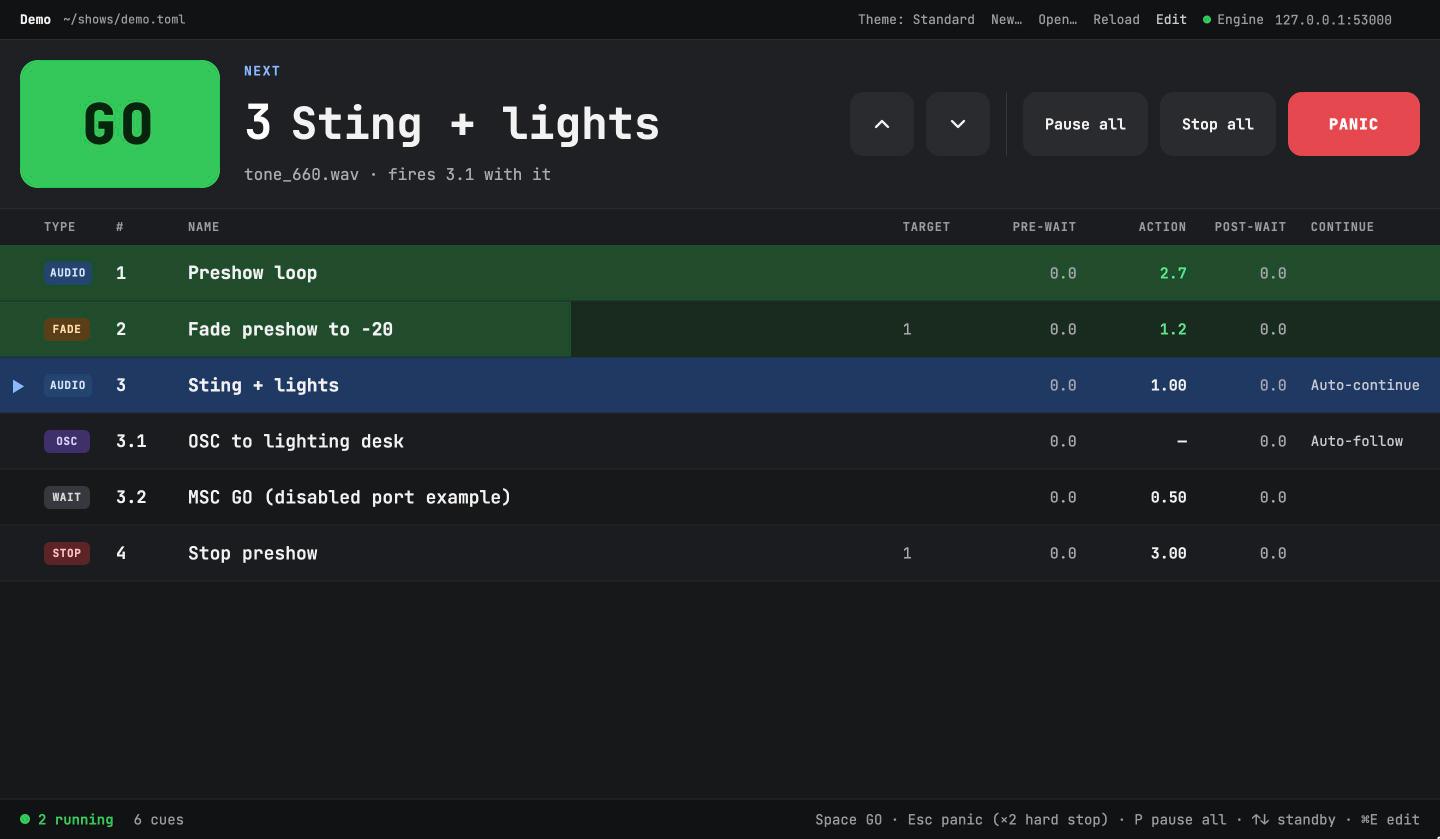 Demo ~/shows/demo.toml Theme: Standard New… Open… Reload Edit Engine 127.0.0.1:53000
GO
NEXT
3 Sting + lights
tone_660.wav · fires 3.1 with it
Pause all Stop all PANIC
TYPE # NAME TARGET PRE-WAIT ACTION POST-WAIT CONTINUE
AUDIO 1 Preshow loop 0.0 2.7 0.0
FADE 2 Fade preshow to -20 1 0.0 1.2 0.0
AUDIO 3 Sting + lights 0.0 1.00 0.0 Auto-continue
OSC 3.1 OSC to lighting desk 0.0 — 0.0 Auto-follow
WAIT 3.2 MSC GO (disabled port example) 0.0 0.50 0.0
STOP 4 Stop preshow 1 0.0 3.00 0.0
2 running 6 cues Space GO · Esc panic (×2 hard stop) · P pause all · ↑↓ standby · ⌘E edit